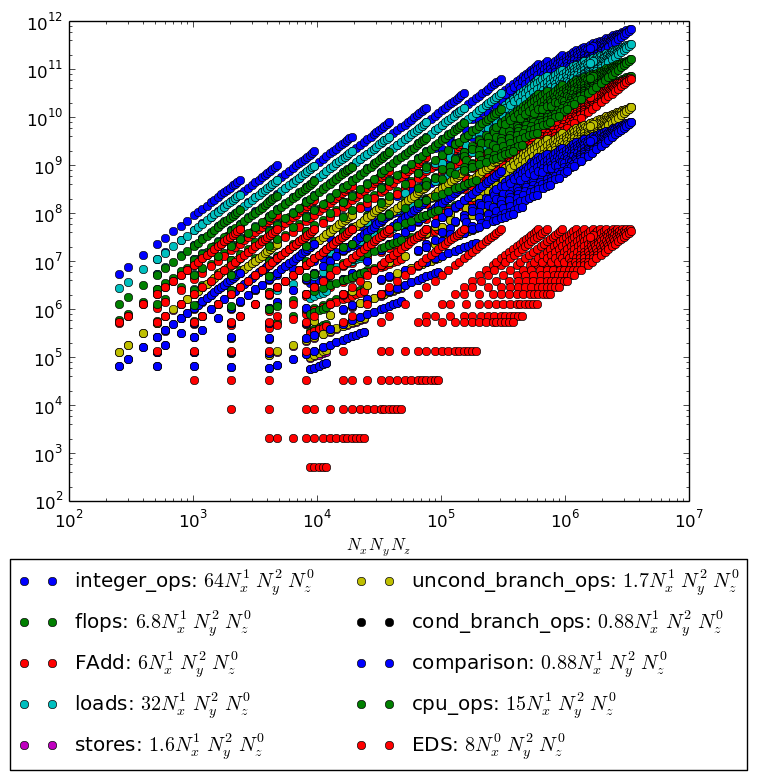 10^12
10^11
10^10
10^9
10^8
10^7
10^6
10^5
10^4
10^3
10^2
10^2 10^3 10^4 10^5 10^6 10^7
N_x N_y N_z
integer_ops: 64N_x^1 N_y^2 N_z^0
flops: 6.8N_x^1 N_y^2 N_z^0
FAdd: 6N_x^1 N_y^2 N_z^0
loads: 32N_x^1 N_y^2 N_z^0
stores: 1.6N_x^1 N_y^2 N_z^0
uncond_branch_ops: 1.7N_x^1 N_y^2 N_z^0
cond_branch_ops: 0.88N_x^1 N_y^2 N_z^0
comparison: 0.88N_x^1 N_y^2 N_z^0
cpu_ops: 15N_x^1 N_y^2 N_z^0
EDS: 8N_x^0 N_y^2 N_z^0